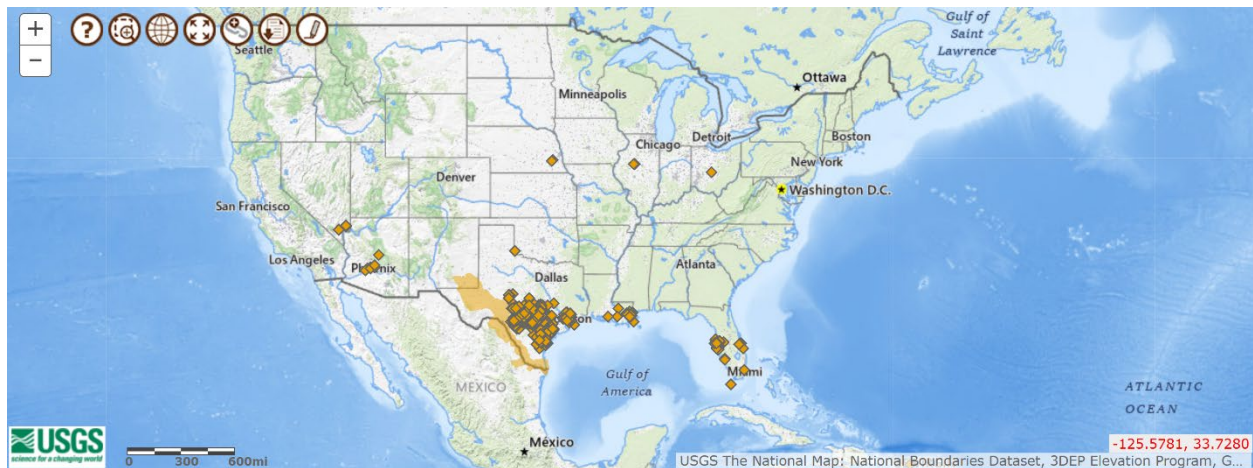 +
−
?
Gulf of
Saint
Lawrence
Seattle
Ottawa
Minneapolis
Detroit
Boston
Chicago
New York
Denver
Washington D.C.
San Francisco
Los Angeles
Atlanta
Dallas
Miami
Gulf of
America
MEXICO
ATLANTIC
OCEAN
USGS
science for a changing world
0 300 600mi
México
-125.5781, 33.7280
USGS The National Map: National Boundaries Dataset, 3DEP Elevation Program, G...